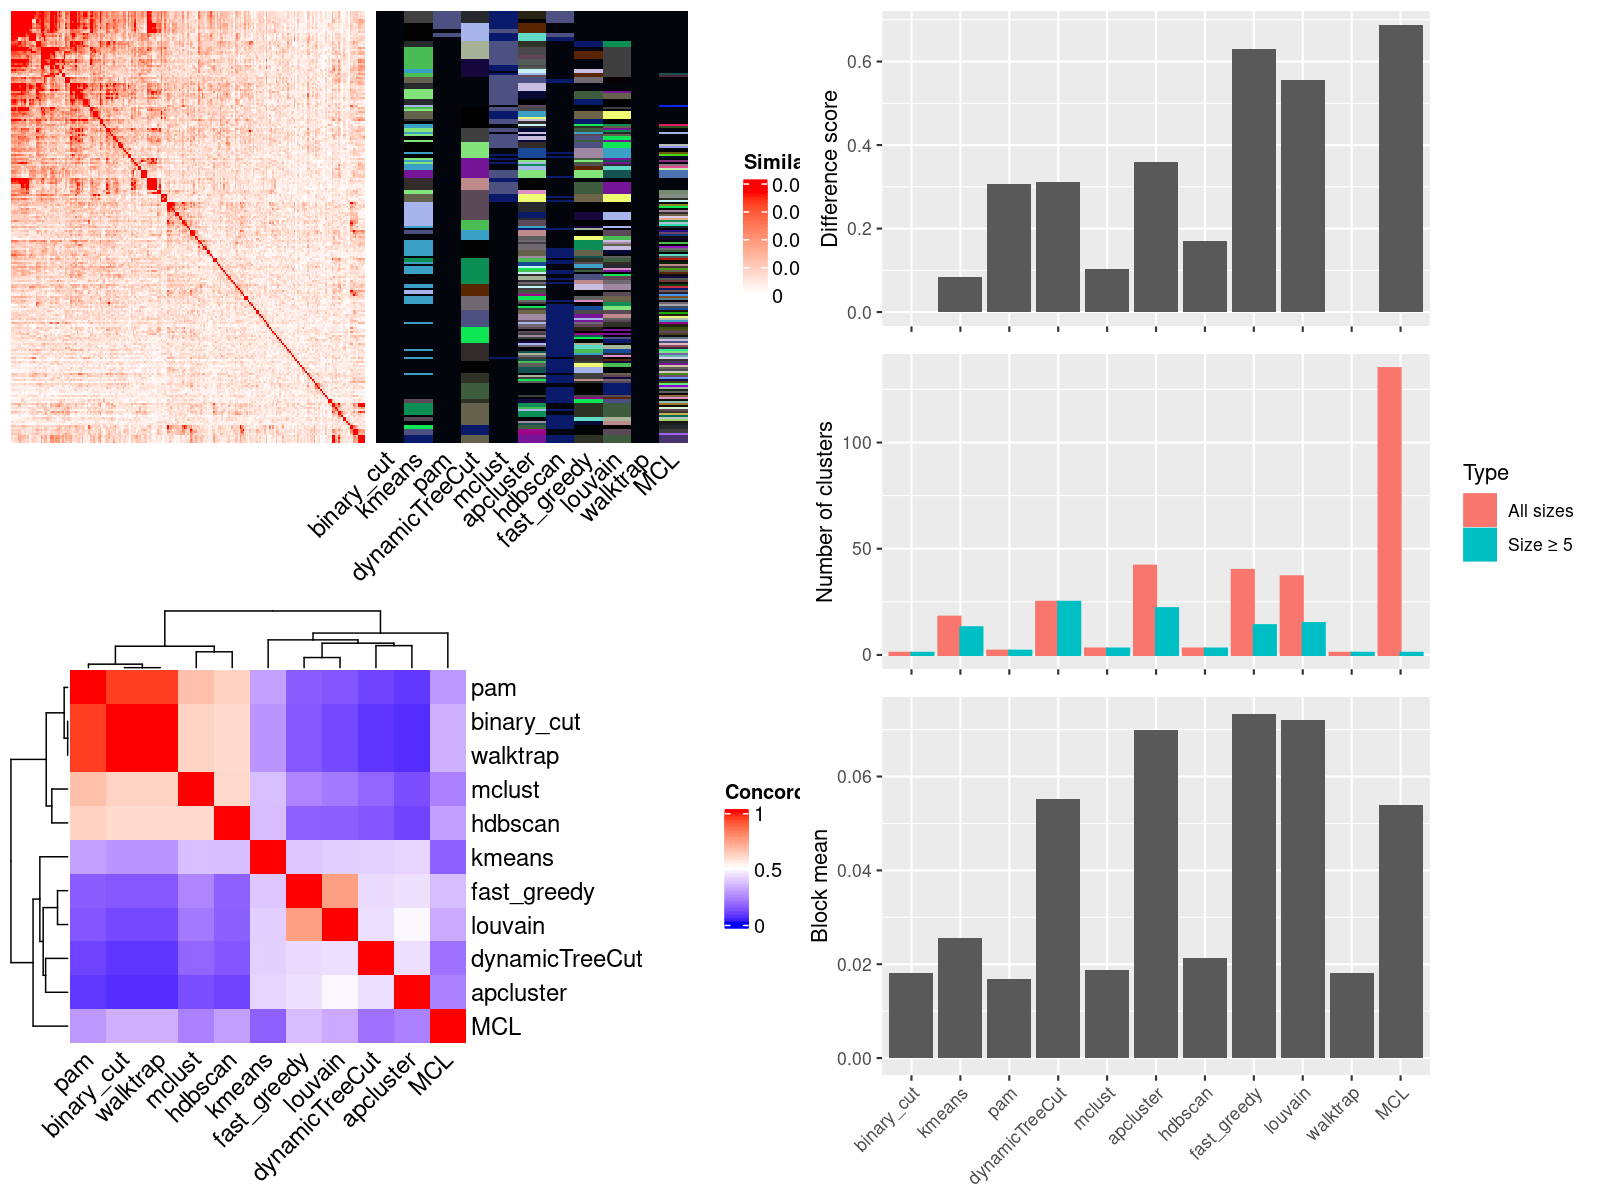 Simila
0.0
0.0
0.0
0.0
0
binary_cut
kmeans
pam
dynamicTreeCut
mclust
apcluster
hdbscan
fast_greedy
louvain
walktrap
MCL
pam
binary_cut
walktrap
mclust
hdbscan
kmeans
fast_greedy
louvain
dynamicTreeCut
apcluster
MCL
pam
binary_cut
walktrap
mclust
hdbscan
kmeans
fast_greedy
louvain
dynamicTreeCut
apcluster
MCL
Concord
1
0.5
0
Difference score
0.6
0.4
0.2
0.0
Number of clusters
100
50
0
Type
All sizes
Size ≥ 5
Block mean
0.06
0.04
0.02
0.00
binary_cut
kmeans
pam
dynamicTreeCut
mclust
apcluster
hdbscan
fast_greedy
louvain
walktrap
MCL